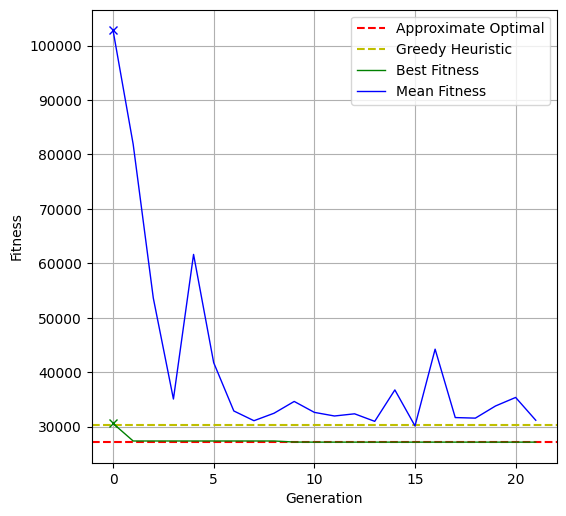 Approximate Optimal
Greedy Heuristic
Best Fitness
Mean Fitness
100000
90000
80000
70000
60000
50000
40000
30000
Fitness
0 5 10 15 20
Generation